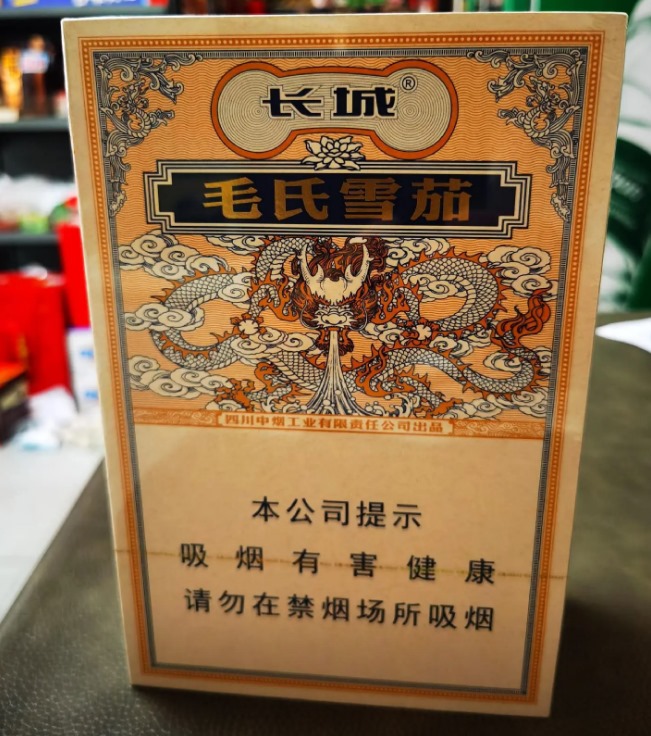 长城®
毛氏雪茄
四川中烟工业有限责任公司出品
本公司提示
吸烟有害健康
请勿在禁烟场所吸烟